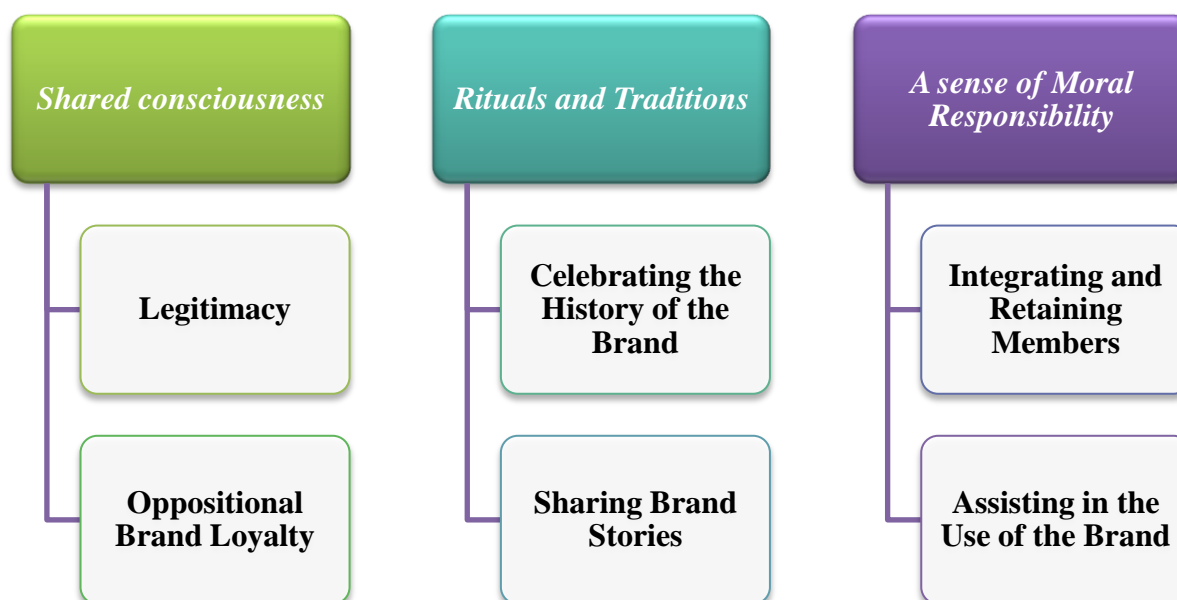 Shared consciousness
Legitimacy
Oppositional
Brand Loyalty
Rituals and Traditions
Celebrating the
History of the
Brand
Sharing Brand
Stories
A sense of Moral
Responsibility
Integrating and
Retaining
Members
Assisting in the
Use of the Brand